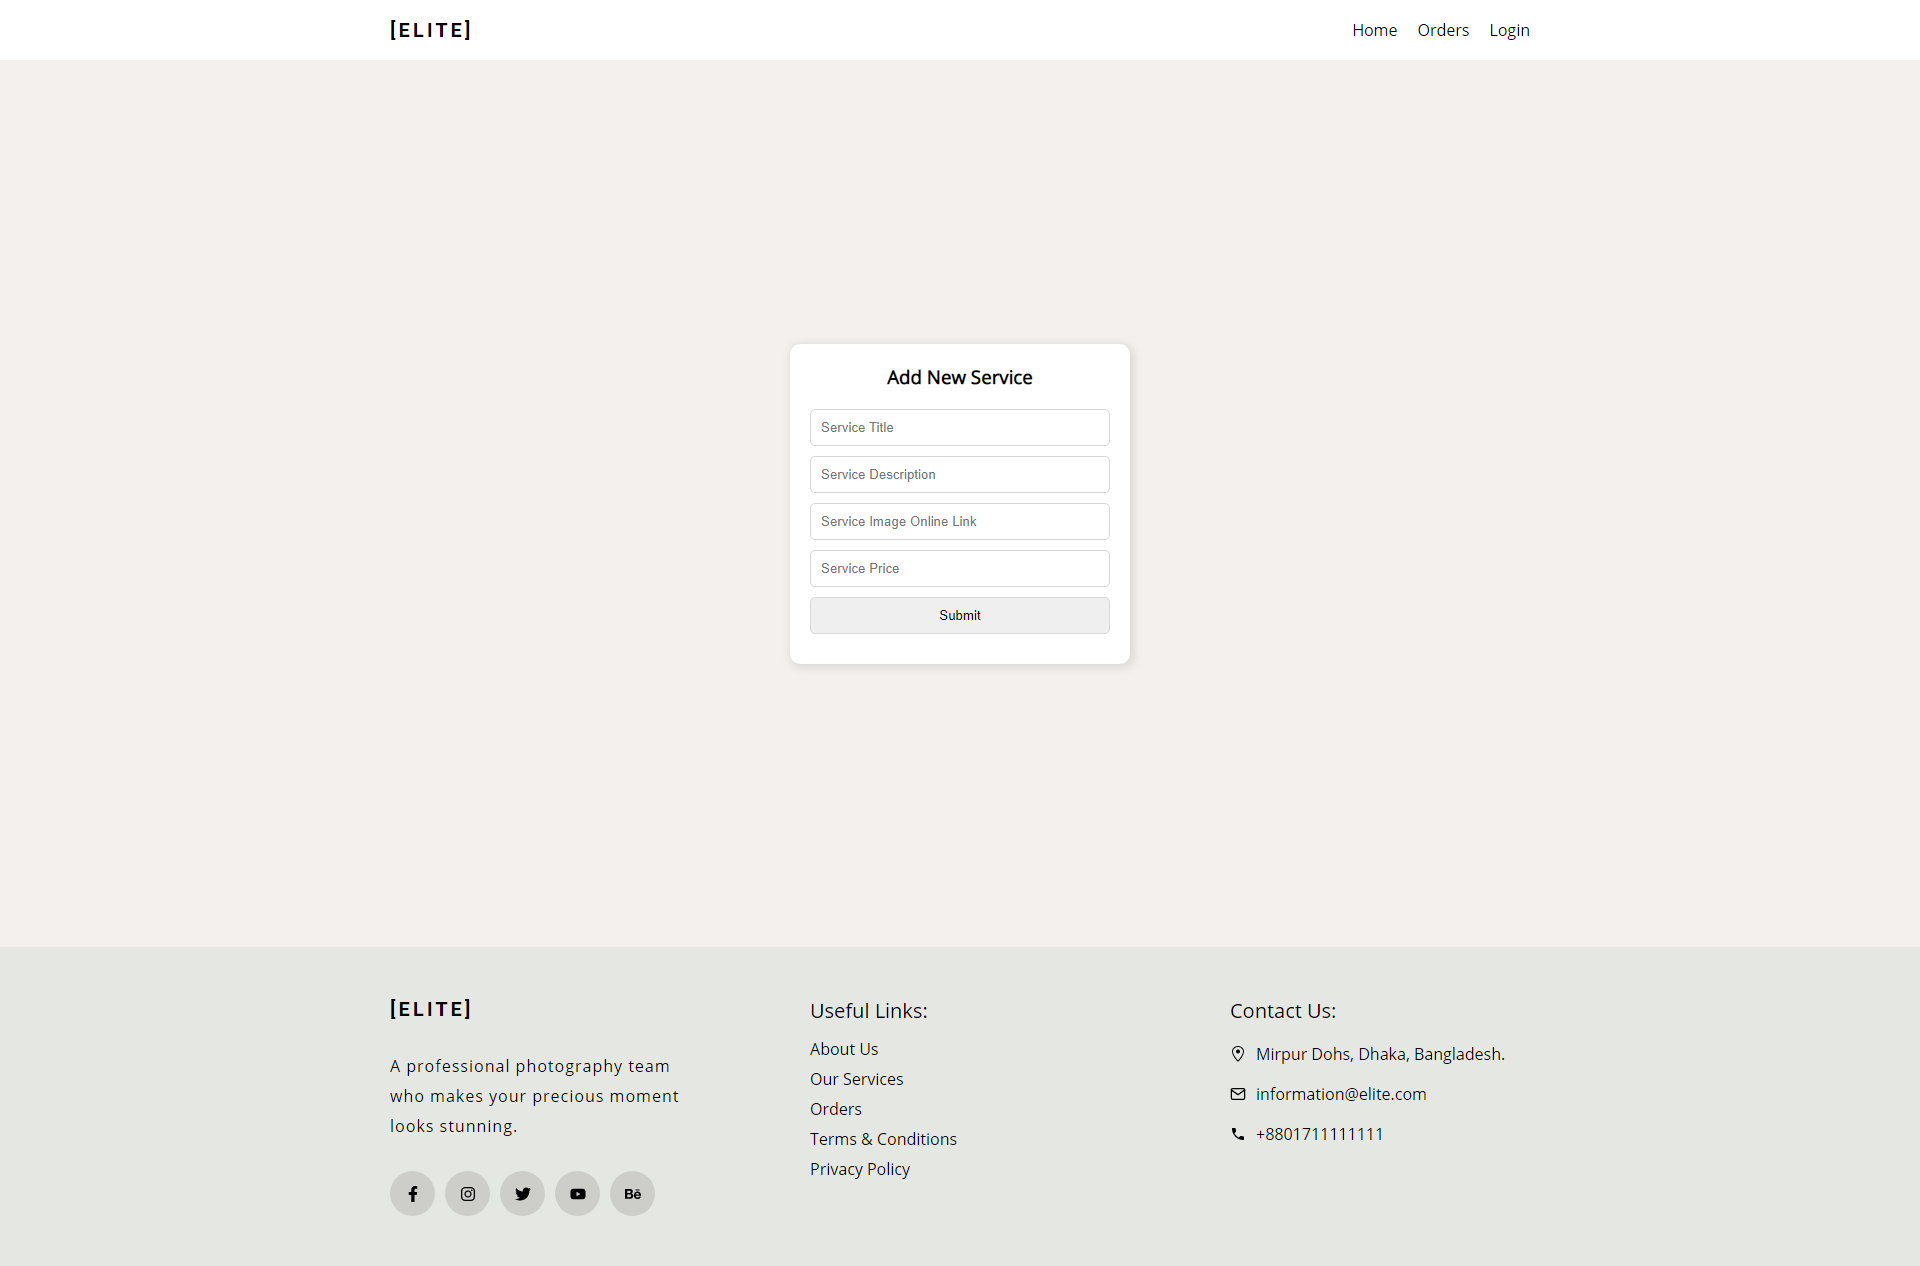 [ELITE]
Home Orders Login
Add New Service
Service Title
Service Description
Service Image Online Link
Service Price
Submit
[ELITE]
A professional photography team
who makes your precious moment
looks stunning.
Bē
Useful Links:
About Us
Our Services
Orders
Terms & Conditions
Privacy Policy
Contact Us:
Mirpur Dohs, Dhaka, Bangladesh.
information@elite.com
+8801711111111